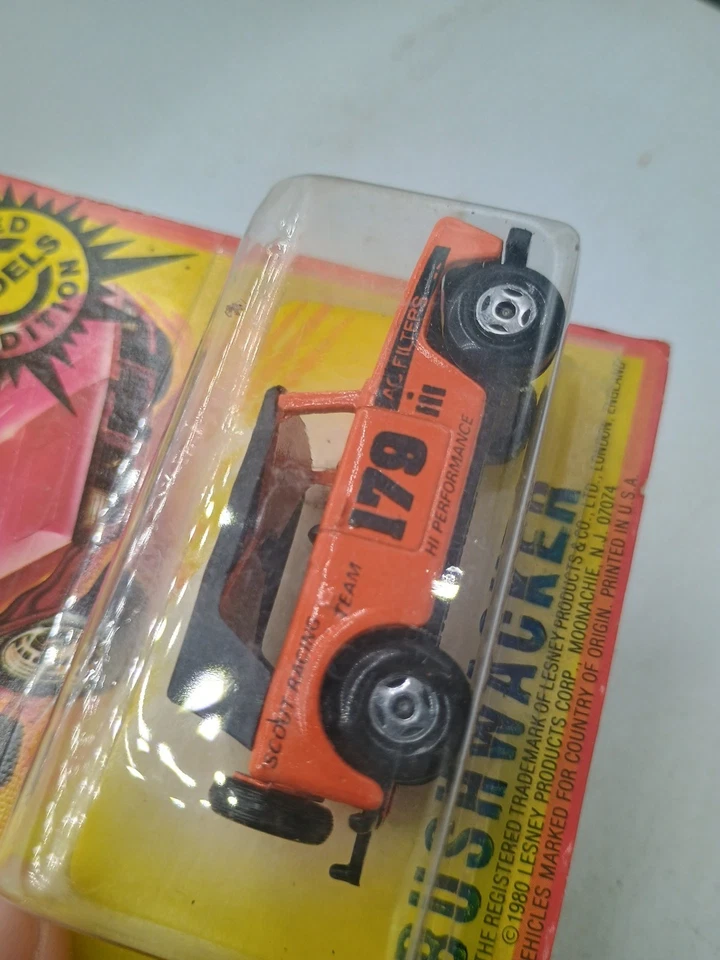 ED
DELS
DITION
AC FILTERS
179
HI PERFORMANCE
SCOUT RACING TEAM
BUSHWACKER
THE REGISTERED TRADEMARK OF LESNEY PRODUCTS & CO., LTD., LONDON, ENGLAND
© 1980 LESNEY PRODUCTS CORP., MOONACHIE, N.J. 07074
EHICLES MARKED FOR COUNTRY OF ORIGIN. PRINTED IN U.S.A